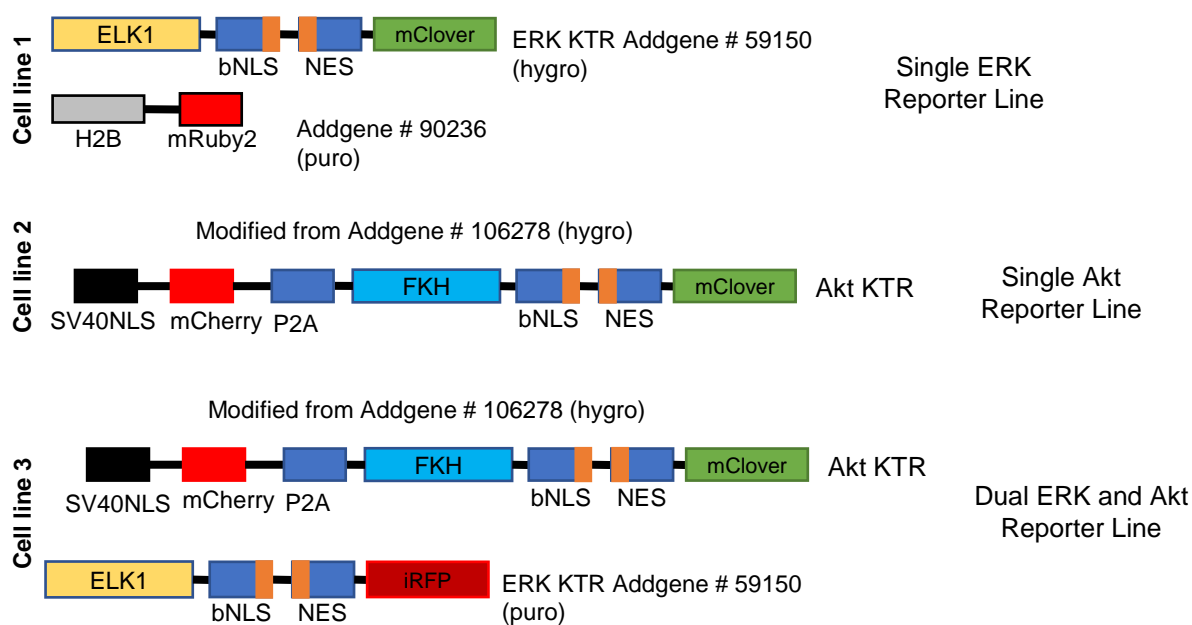 Cell line 1
ELK1
mClover
bNLS
NES
ERK KTR Addgene # 59150
(hygro)
Single ERK
Reporter Line
H2B
mRuby2
Addgene # 90236
(puro)
Cell line 2
Modified from Addgene # 106278 (hygro)
FKH
mClover
Akt KTR
SV40NLS
mCherry
P2A
bNLS
NES
Single Akt
Reporter Line
Cell line 3
Modified from Addgene # 106278 (hygro)
FKH
mClover
Akt KTR
SV40NLS
mCherry
P2A
bNLS
NES
Dual ERK and Akt
Reporter Line
ELK1
iRFP
bNLS
NES
ERK KTR Addgene # 59150
(puro)